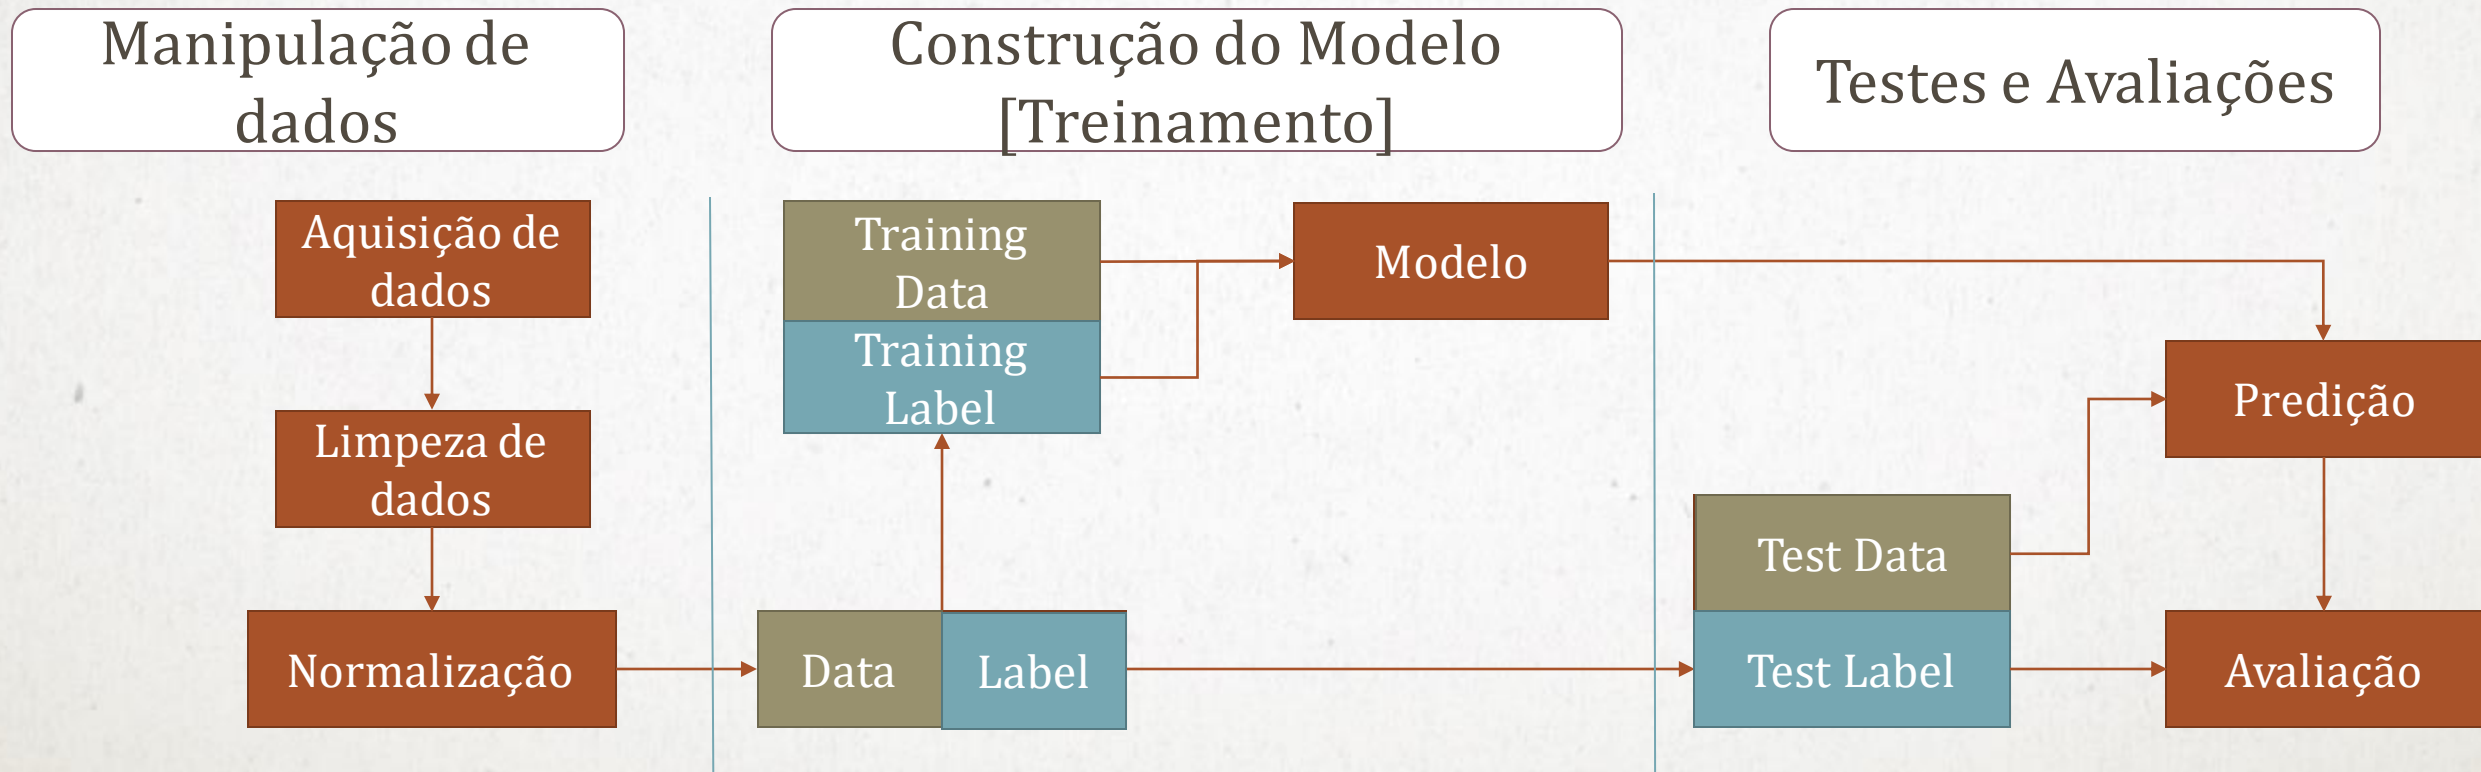 Manipulação de
dados
Construção do Modelo
[Treinamento]
Testes e Avaliações
Aquisição de
dados
Limpeza de
dados
Normalização
Training
Data
Training
Label
Modelo
Data
Label
Predição
Test Data
Test Label
Avaliação